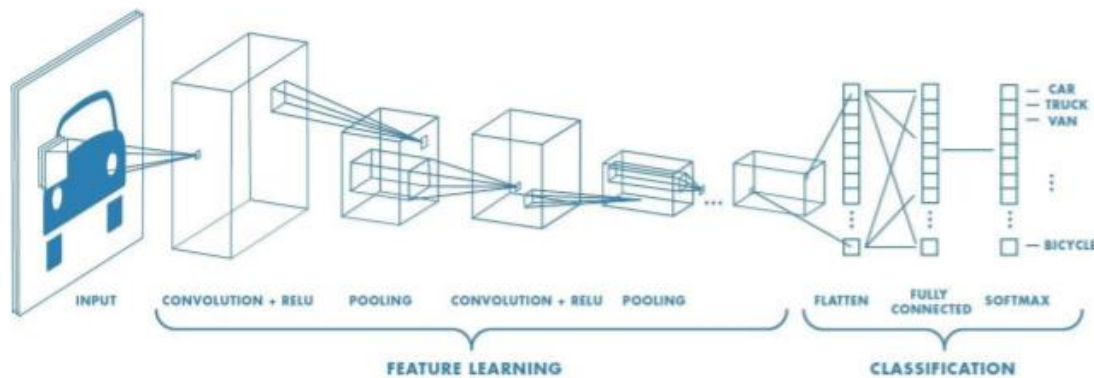 CAR
TRUCK
VAN
BICYCLE
INPUT
CONVOLUTION + RELU
POOLING
CONVOLUTION + RELU
POOLING
FLATTEN
FULLY
CONNECTED
SOFTMAX
FEATURE LEARNING
CLASSIFICATION